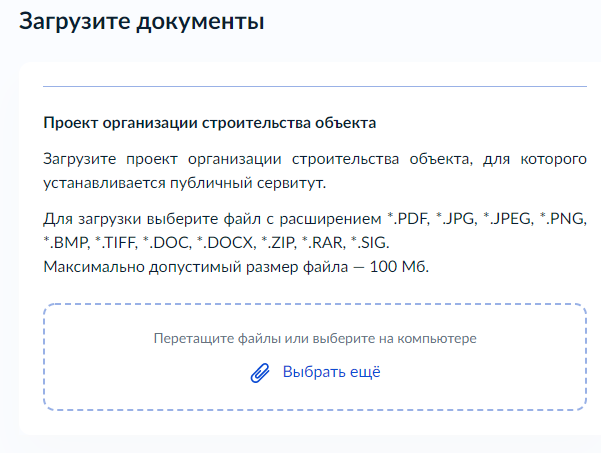 Загрузите документы
Проект организации строительства объекта
Загрузите проект организации строительства объекта, для которого
устанавливается публичный сервитут.
Для загрузки выберите файл с расширением *.PDF, *.JPG, *.JPEG, *.PNG,
*.BMP, *.TIFF, *.DOC, *.DOCX, *.ZIP, *.RAR, *.SIG.
Максимально допустимый размер файла — 100 Мб.
Перетащите файлы или выберите на компьютере
Выбрать ещё